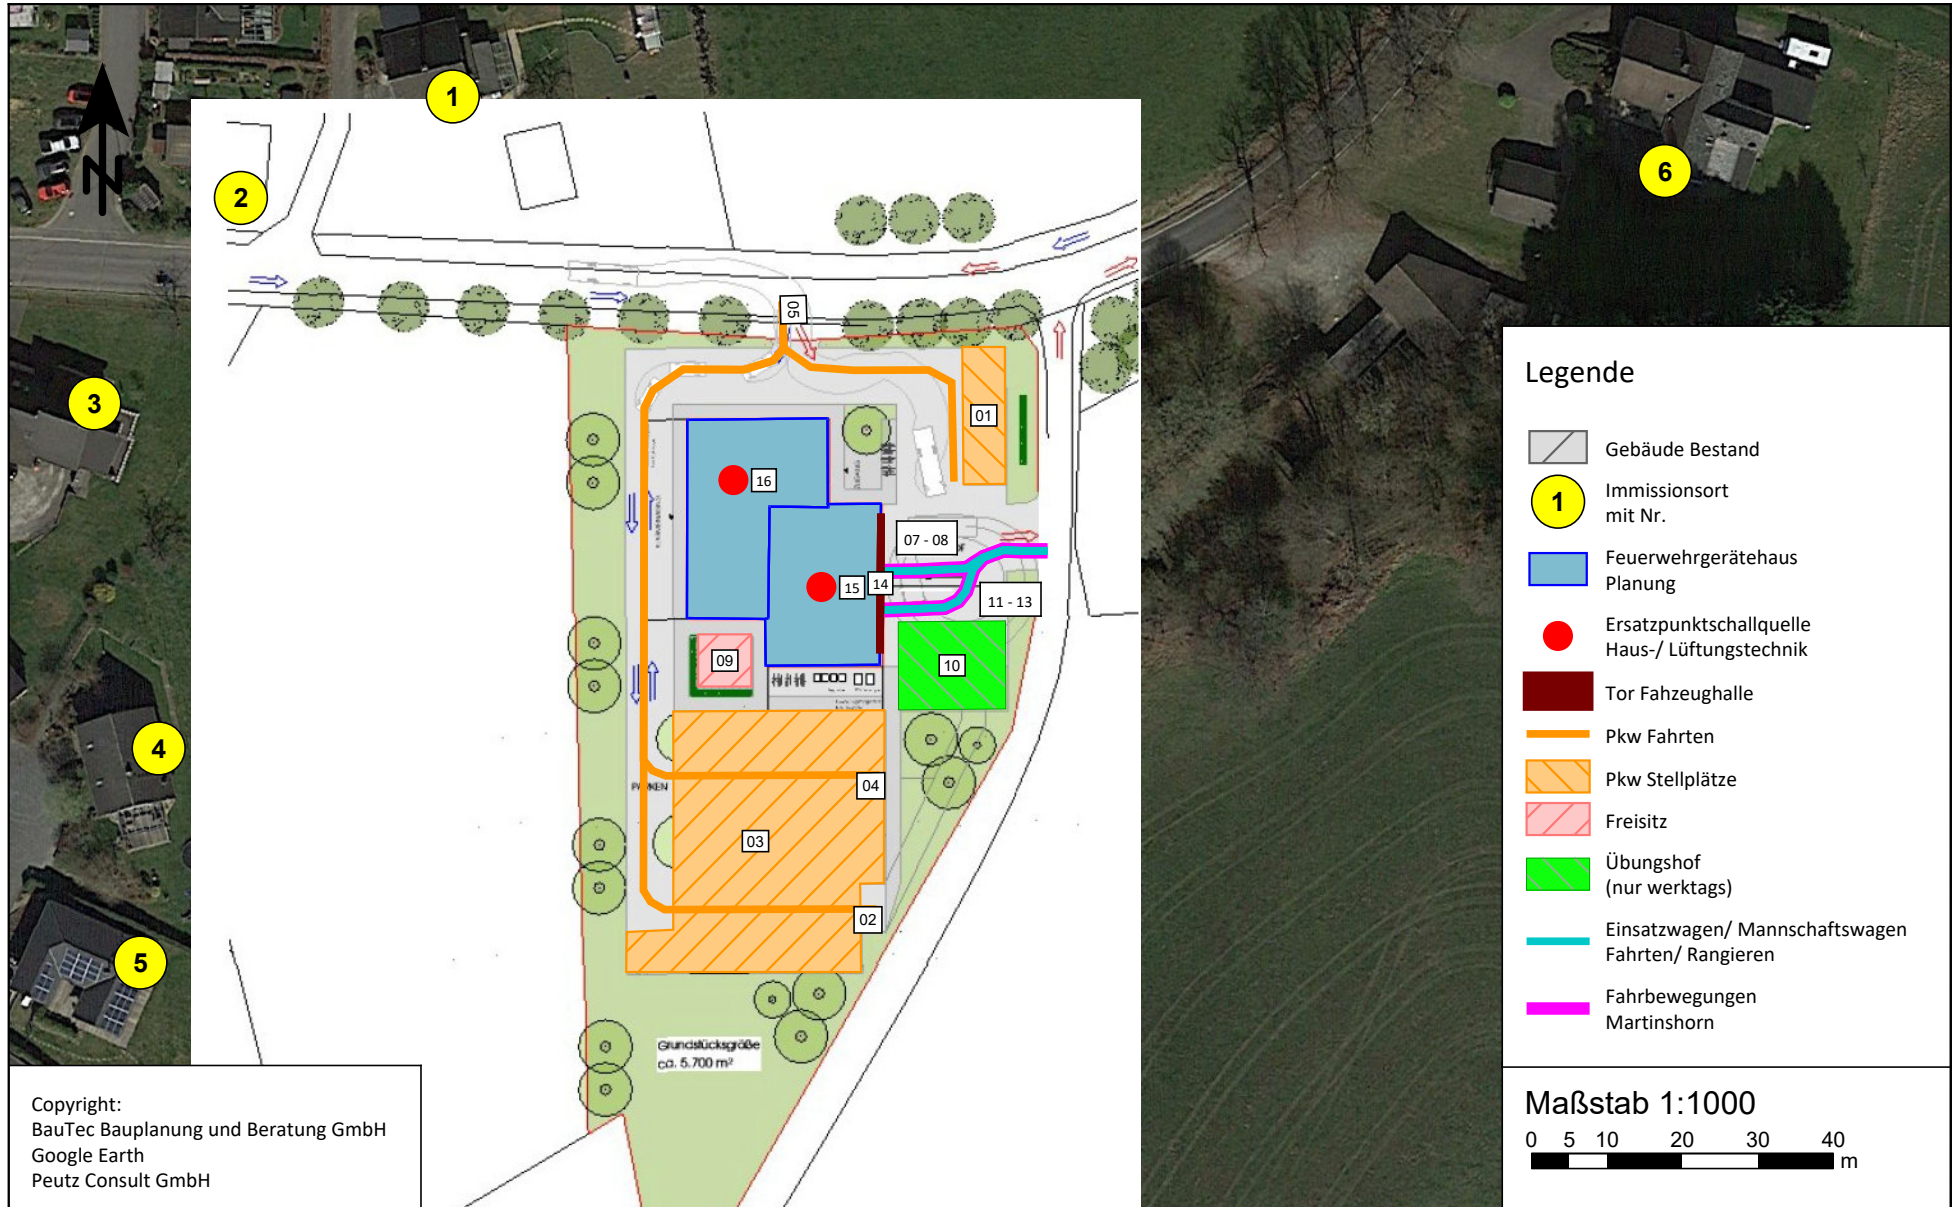 N
1
2
3
4
5
6
05
01
16
07 - 08
15
14
11 - 13
09
10
PARKEN
04
03
02
Grundstücksgröße
ca. 5.700 m²
Legende
Gebäude Bestand
1
Immissionsort
mit Nr.
Feuerwehrgerätehaus
Planung
Ersatzpunktschallquelle
Haus-/ Lüftungstechnik
Tor Fahzeughalle
Pkw Fahrten
Pkw Stellplätze
Freisitz
Übungshof
(nur werktags)
Einsatzwagen/ Mannschaftswagen
Fahrten/ Rangieren
Fahrbewegungen
Martinshorn
Maßstab 1:1000
0 5 10 20 30 40
m
Copyright:
BauTec Bauplanung und Beratung GmbH
Google Earth
Peutz Consult GmbH